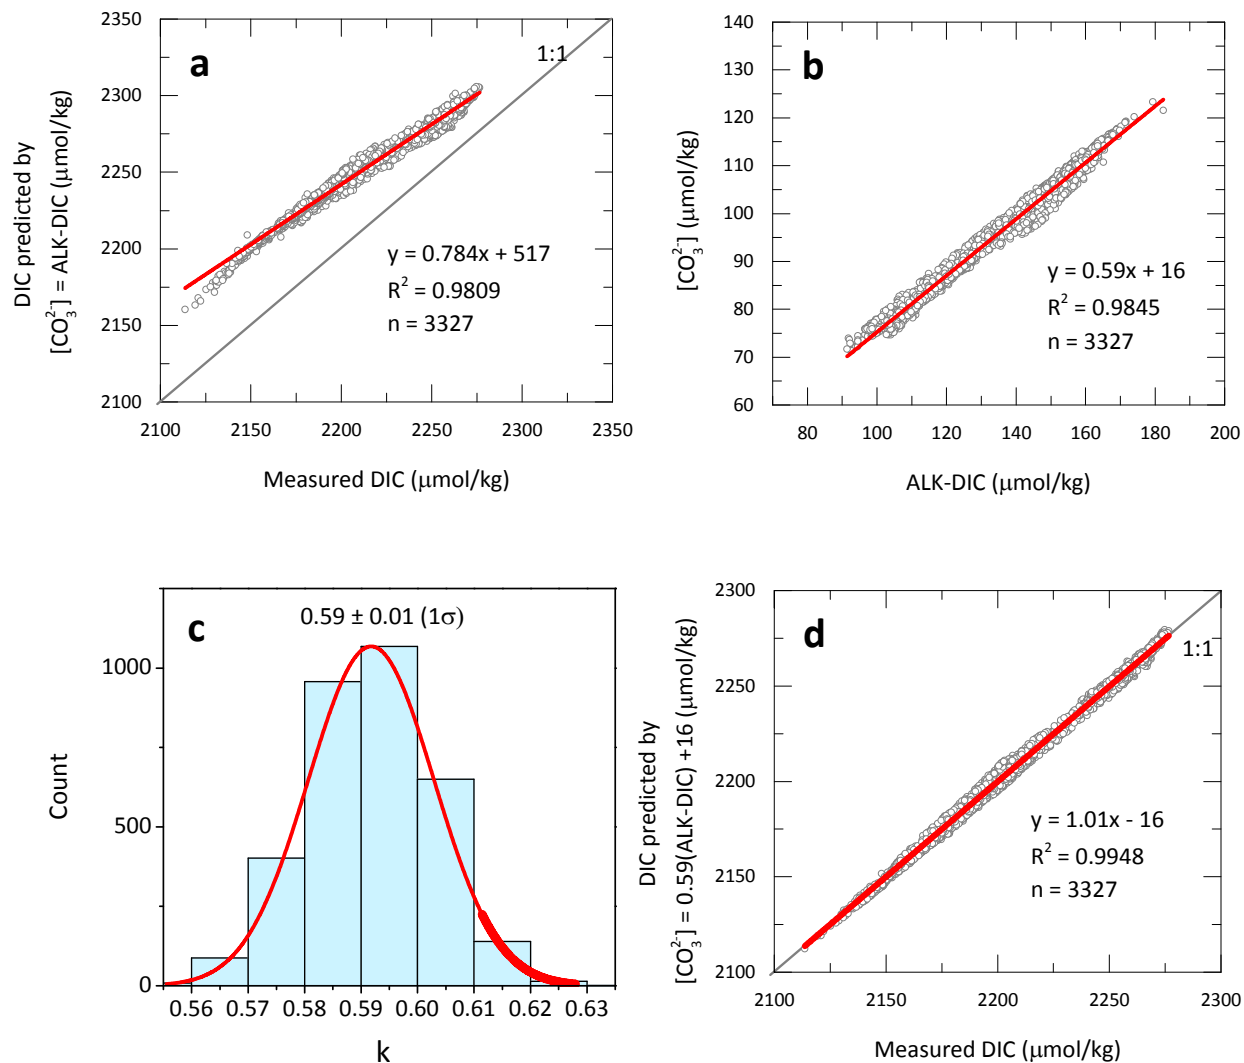 a
1:1
2350
2300
2250
2200
2150
2100
2100 2150 2200 2250 2300 2350
DIC predicted by
[CO₃²⁻] = ALK-DIC (μmol/kg)
y = 0.784x + 517
R² = 0.9809
n = 3327
Measured DIC (μmol/kg)
b
140
130
120
110
100
90
80
70
60
80 100 120 140 160 180 200
[CO₃²⁻] (μmol/kg)
y = 0.59x + 16
R² = 0.9845
n = 3327
ALK-DIC (μmol/kg)
c
0.59 ± 0.01 (1σ)
1000
500
0
0.56 0.57 0.58 0.59 0.60 0.61 0.62 0.63
Count
k
d
1:1
2300
2250
2200
2150
2100
2100 2150 2200 2250 2300
DIC predicted by
[CO₃²⁻] = 0.59(ALK-DIC) +16 (μmol/kg)
y = 1.01x - 16
R² = 0.9948
n = 3327
Measured DIC (μmol/kg)